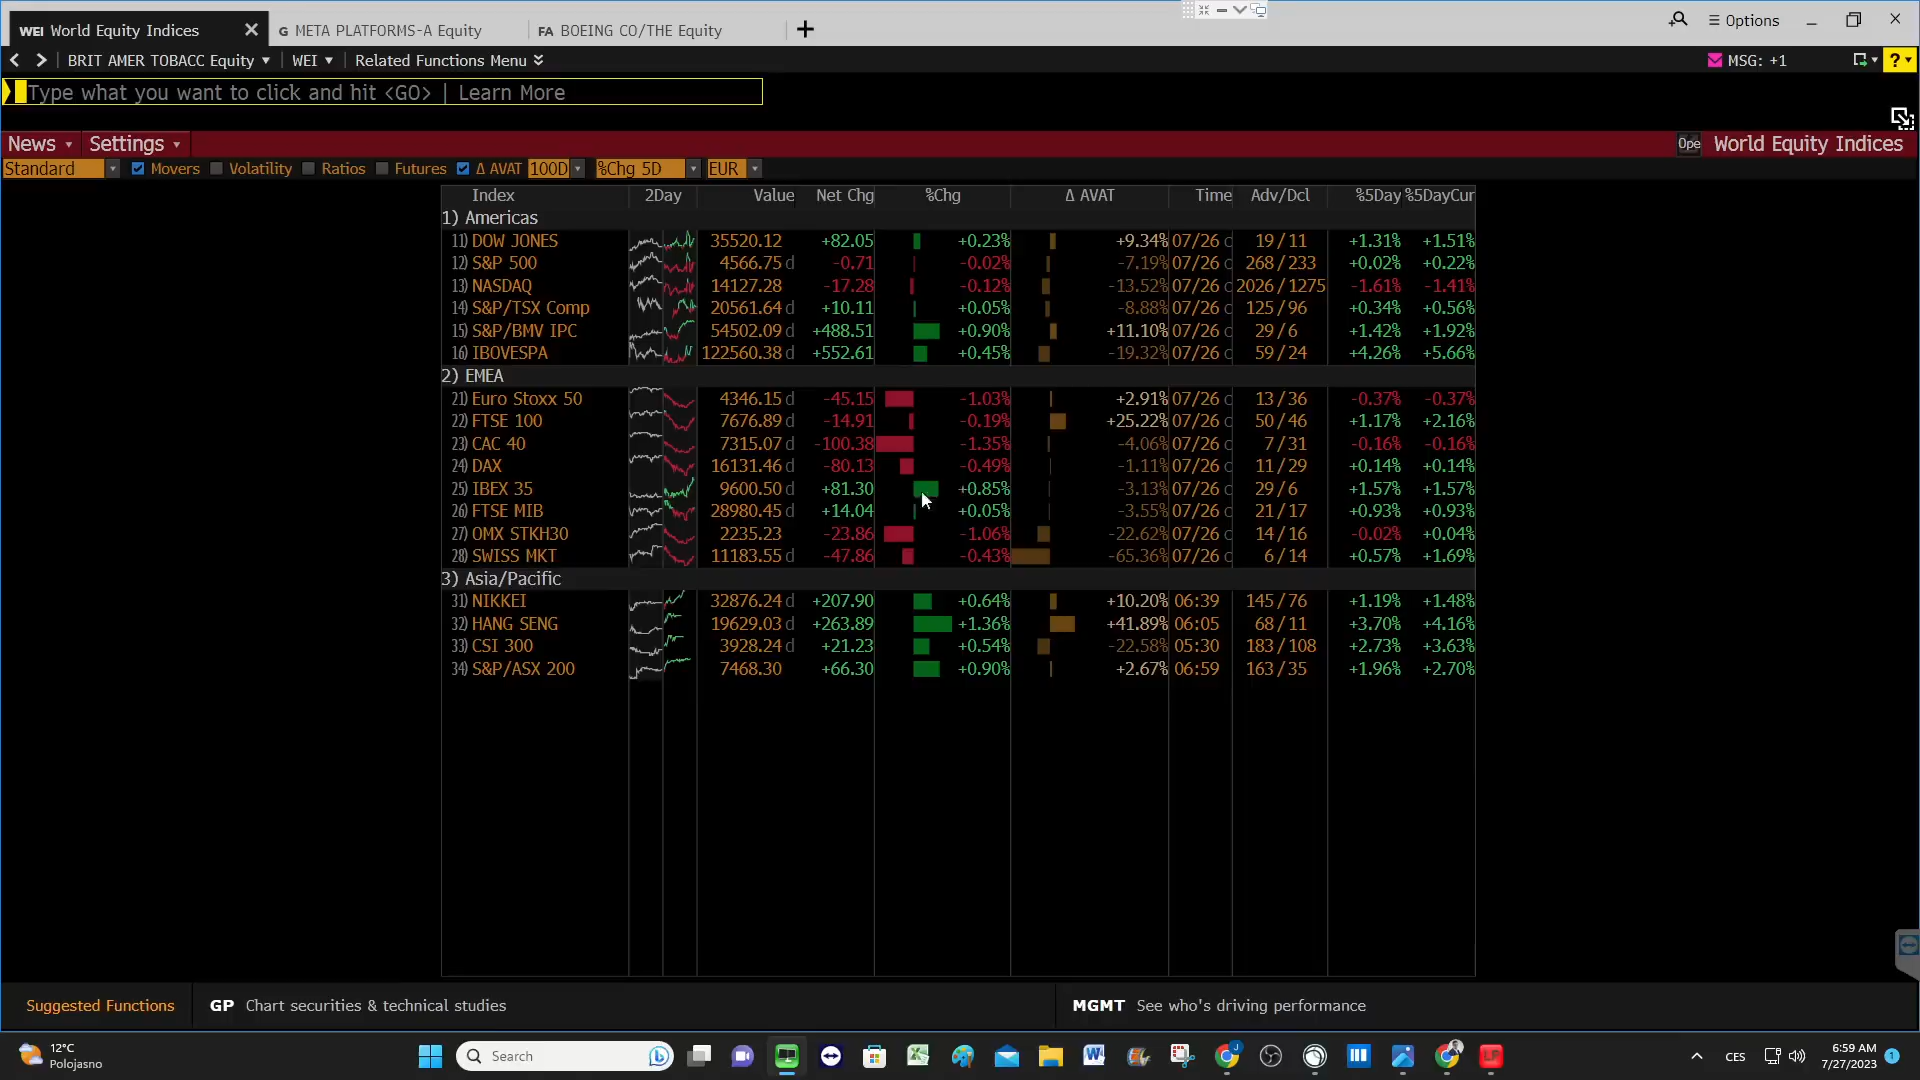 WEI World Equity Indices
G META PLATFORMS-A Equity
FA BOEING CO/THE Equity
Options
BRIT AMER TOBACC Equity WEI Related Functions Menu
MSG: +1
?
Type what you want to click and hit <GO> | Learn More
News Settings
Ope World Equity Indices
Standard Movers Volatility Ratios Futures Δ AVAT 100D %Chg 5D EUR
Index 2Day Value Net Chg %Chg Δ AVAT Time Adv/Dcl %5Day %5DayCur
1) Americas
11) DOW JONES 35520.12 +82.05 +0.23% +9.34% 07/26 c 19 / 11 +1.31% +1.51%
12) S&P 500 4566.75 d -0.71 -0.02% -7.19% 07/26 c 268 / 233 +0.02% +0.22%
13) NASDAQ 14127.28 -17.28 -0.12% -13.52% 07/26 c 2026 / 1275 -1.61% -1.41%
14) S&P/TSX Comp 20561.64 d +10.11 +0.05% -8.88% 07/26 c 125 / 96 +0.34% +0.56%
15) S&P/BMV IPC 54502.09 d +488.51 +0.90% +11.10% 07/26 c 29 / 6 +1.42% +1.92%
16) IBOVESPA 122560.38 d +552.61 +0.45% -19.32% 07/26 c 59 / 24 +4.26% +5.66%
2) EMEA
21) Euro Stoxx 50 4346.15 d -45.15 -1.03% +2.91% 07/26 c 13 / 36 -0.37% -0.37%
22) FTSE 100 7676.89 d -14.91 -0.19% +25.22% 07/26 c 50 / 46 +1.17% +2.16%
23) CAC 40 7315.07 d -100.38 -1.35% -4.06% 07/26 c 7 / 31 -0.16% -0.16%
24) DAX 16131.46 d -80.13 -0.49% -1.11% 07/26 c 11 / 29 +0.14% +0.14%
25) IBEX 35 9600.50 d +81.30 +0.85% -3.13% 07/26 c 29 / 6 +1.57% +1.57%
26) FTSE MIB 28980.45 d +14.04 +0.05% -3.55% 07/26 c 21 / 17 +0.93% +0.93%
27) OMX STKH30 2235.23 -23.86 -1.06% -22.62% 07/26 c 14 / 16 -0.02% +0.04%
28) SWISS MKT 11183.55 d -47.86 -0.43% -65.36% 07/26 c 6 / 14 +0.57% +1.69%
3) Asia/Pacific
31) NIKKEI 32876.24 d +207.90 +0.64% +10.20% 06:39 145 / 76 +1.19% +1.48%
32) HANG SENG 19629.03 d +263.89 +1.36% +41.89% 06:05 68 / 11 +3.70% +4.16%
33) CSI 300 3928.24 d +21.23 +0.54% -22.58% 05:30 183 / 108 +2.73% +3.63%
34) S&P/ASX 200 7468.30 +66.30 +0.90% +2.67% 06:59 163 / 35 +1.96% +2.70%
Suggested Functions GP Chart securities & technical studies MGMT See who's driving performance
12°C
Polojasno
Search
CES
6:59 AM
7/27/2023
1